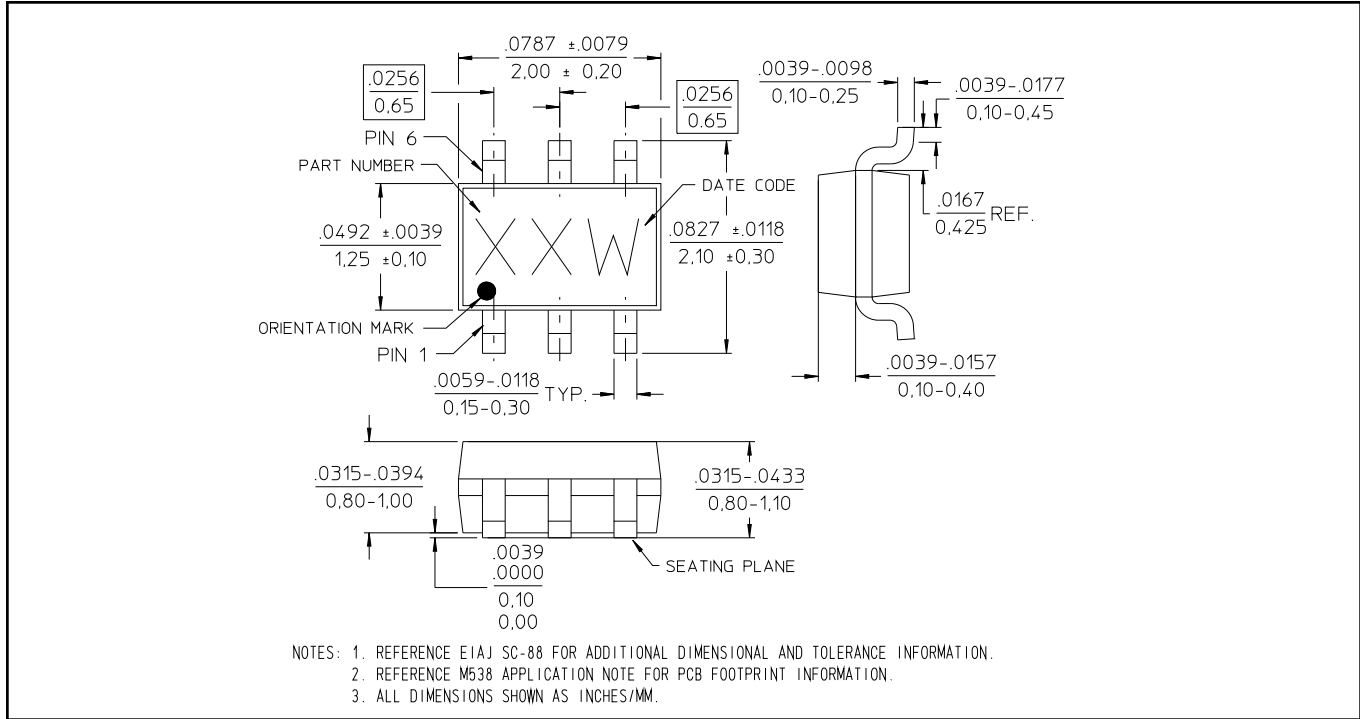 .0787 ±.0079
2,00 ± 0,20
.0256
0,65
.0256
0.65
.0039-.0098
0,10-0,25
.0039-.0177
0,10-0,45
PIN 6
PART NUMBER
DATE CODE
.0167
0,425
REF.
.0492 ±.0039
1,25 ±0,10
XXW
.0827 ±.0118
2,10 ±0,30
ORIENTATION MARK
PIN 1
.0059-.0118
0,15-0,30
TYP.
.0039-.0157
0,10-0,40
.0315-.0394
0,80-1,00
.0315-.0433
0,80-1,10
.0039
.0000
0,10
0,00
SEATING PLANE
NOTES: 1. REFERENCE EIAJ SC-88 FOR ADDITIONAL DIMENSIONAL AND TOLERANCE INFORMATION.
2. REFERENCE M538 APPLICATION NOTE FOR PCB FOOTPRINT INFORMATION.
3. ALL DIMENSIONS SHOWN AS INCHES/MM.